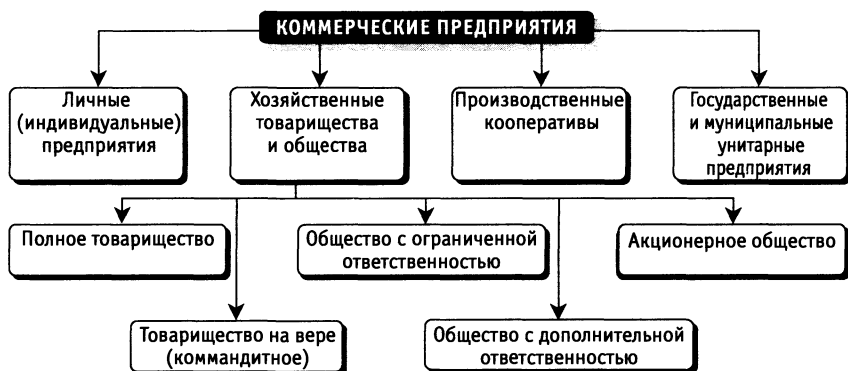 КОММЕРЧЕСКИЕ ПРЕДПРИЯТИЯ
Личные
(индивидуальные)
предприятия
Хозяйственные
товарищества
и общества
Производственные
кооперативы
Государственные
и муниципальные
унитарные
предприятия
Полное товарищество
Общество с ограниченной
ответственностью
Акционерное общество
Товарищество на вере
(коммандитное)
Общество с дополнительной
ответственностью